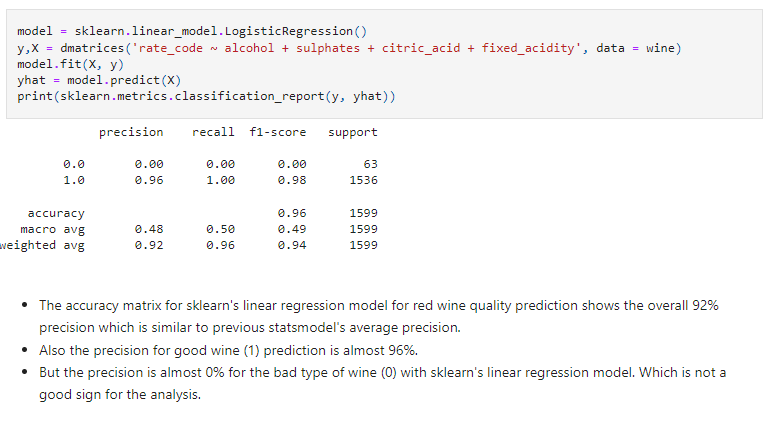 model = sklearn.linear_model.LogisticRegression()
y,X = dmatrices('rate_code ~ alcohol + sulphates + citric_acid + fixed_acidity', data = wine)
model.fit(X, y)
yhat = model.predict(X)
print(sklearn.metrics.classification_report(y, yhat))
precision recall f1-score support
0.0 0.00 0.00 0.00 63
1.0 0.96 1.00 0.98 1536
accuracy 0.96 1599
macro avg 0.48 0.50 0.49 1599
weighted avg 0.92 0.96 0.94 1599
• The accuracy matrix for sklearn's linear regression model for red wine quality prediction shows the overall 92%
precision which is similar to previous statsmodel's average precision.
• Also the precision for good wine (1) prediction is almost 96%.
• But the precision is almost 0% for the bad type of wine (0) with sklearn's linear regression model. Which is not a
good sign for the analysis.